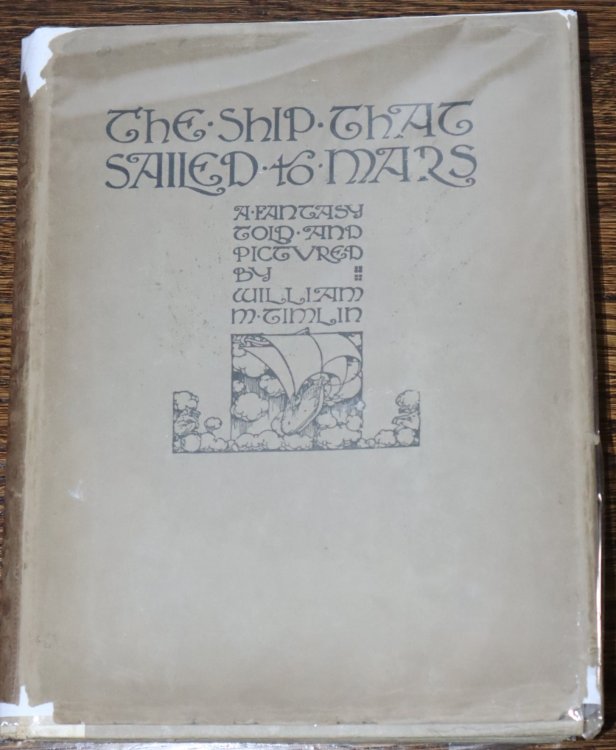 THE·SHIP·THAT
SAILED·to·MARS
A·FANTASY
TOLD·AND
PICTVRED
BY
WILLIAM
M·TIMLIN